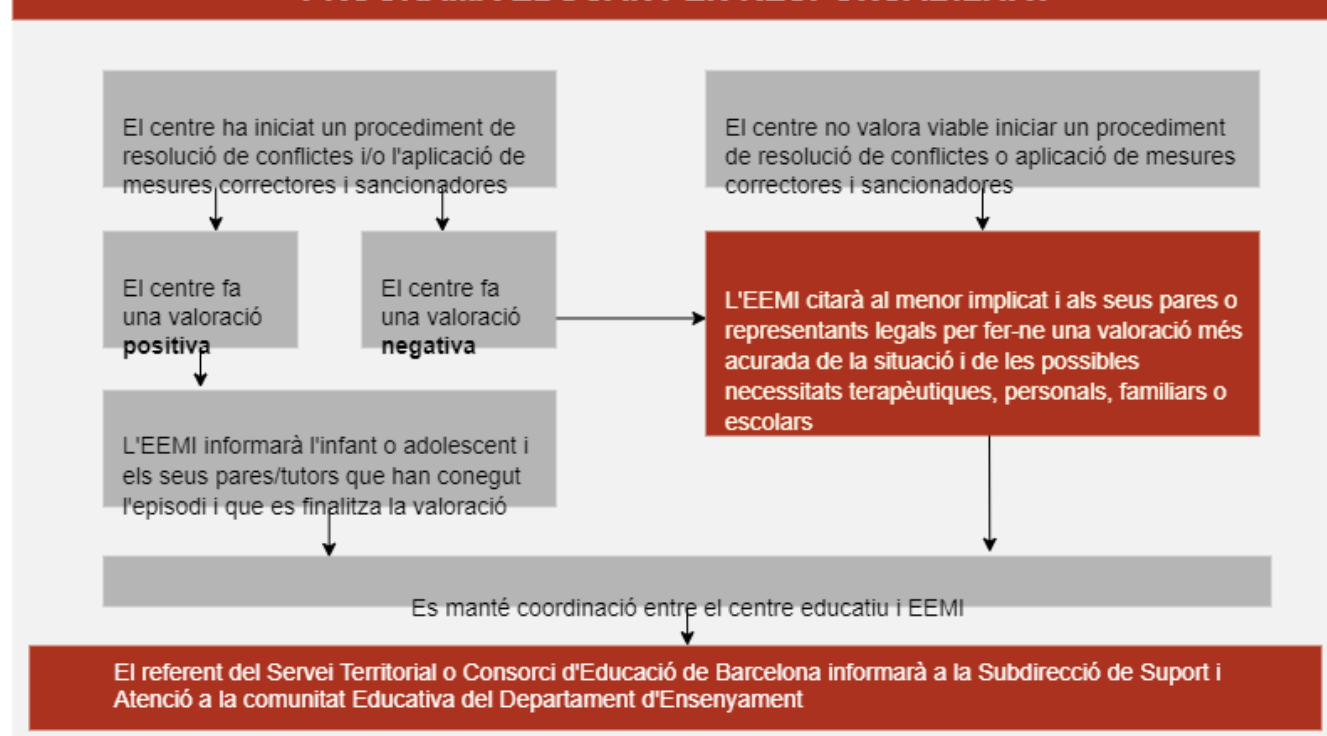 El centre ha iniciat un procediment de
resolució de conflictes i/o l'aplicació de
mesures correctores i sancionadores
El centre no valora viable iniciar un procediment
de resolució de conflictes o aplicació de mesures
correctores i sancionadores
El centre fa
una valoració
positiva
El centre fa
una valoració
negativa
L'EEMI citarà al menor implicat i als seus pares o
representants legals per fer-ne una valoració més
acurada de la situació i de les possibles
necessitats terapèutiques, personals, familiars o
escolars
L'EEMI informarà l'infant o adolescent i
els seus pares/tutors que han conegut
l'episodi i que es finalitza la valoració
Es manté coordinació entre el centre educatiu i EEMI
El referent del Servei Territorial o Consorci d'Educació de Barcelona informarà a la Subdirecció de Suport i
Atenció a la comunitat Educativa del Departament d'Ensenyament